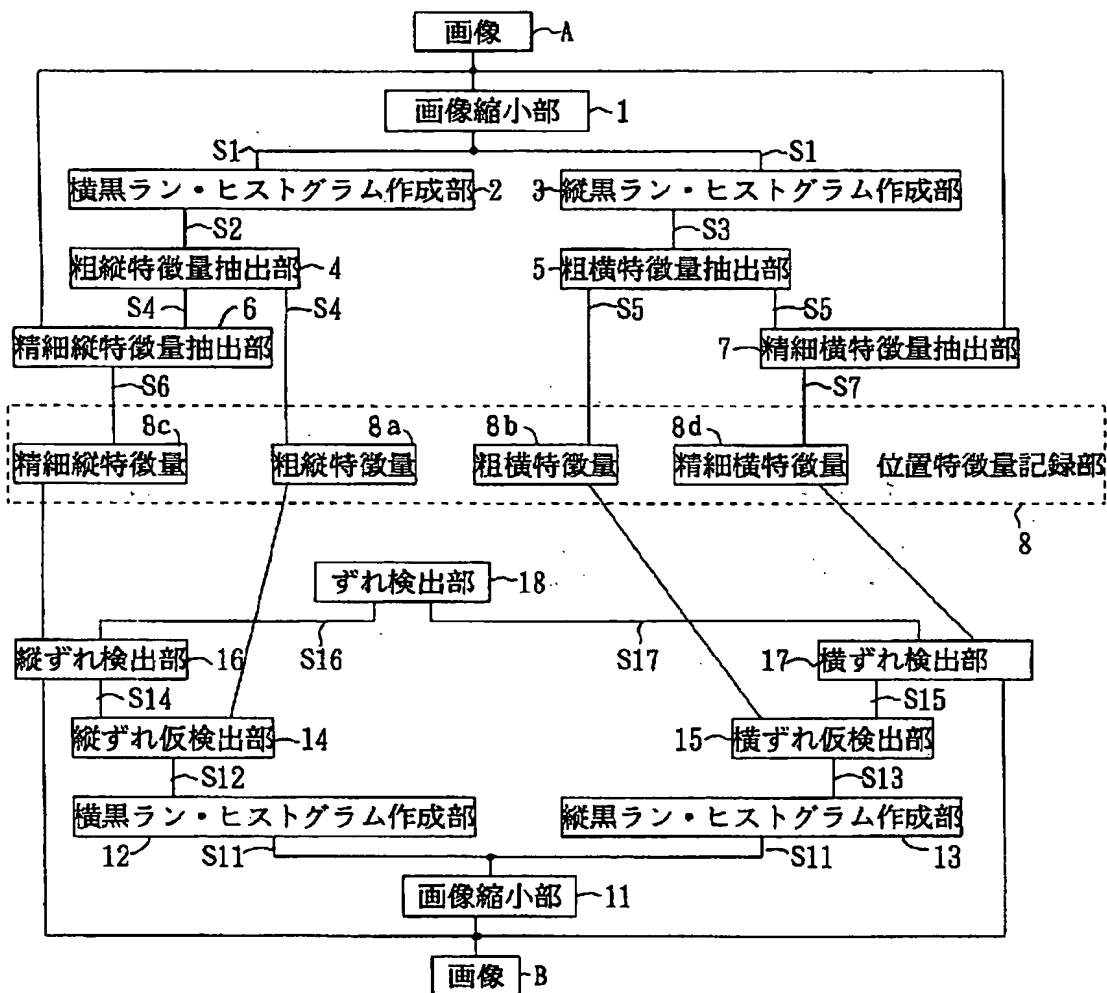 画像 A
画像縮小部 1
S1 S1
横黒ラン・ヒストグラム作成部 2 3 縦黒ラン・ヒストグラム作成部
S2 S3
粗縦特徴量抽出部 4 5 粗横特徴量抽出部
S4 6 S4 S5 S5
精細縦特徴量抽出部 7 精細横特徴量抽出部
S6 S7
8c 8a 8b 8d
精細縦特徴量 粗縦特徴量 粗横特徴量 精細横特徴量 位置特徴量記録部
8
ずれ検出部 18
S16 S17
縦ずれ検出部 16 17 横ずれ検出部
S14 S15
縦ずれ仮検出部 14 15 横ずれ仮検出部
S12 S13
横黒ラン・ヒストグラム作成部 縦黒ラン・ヒストグラム作成部
12 S11 S11 13
画像縮小部 11
画像 B